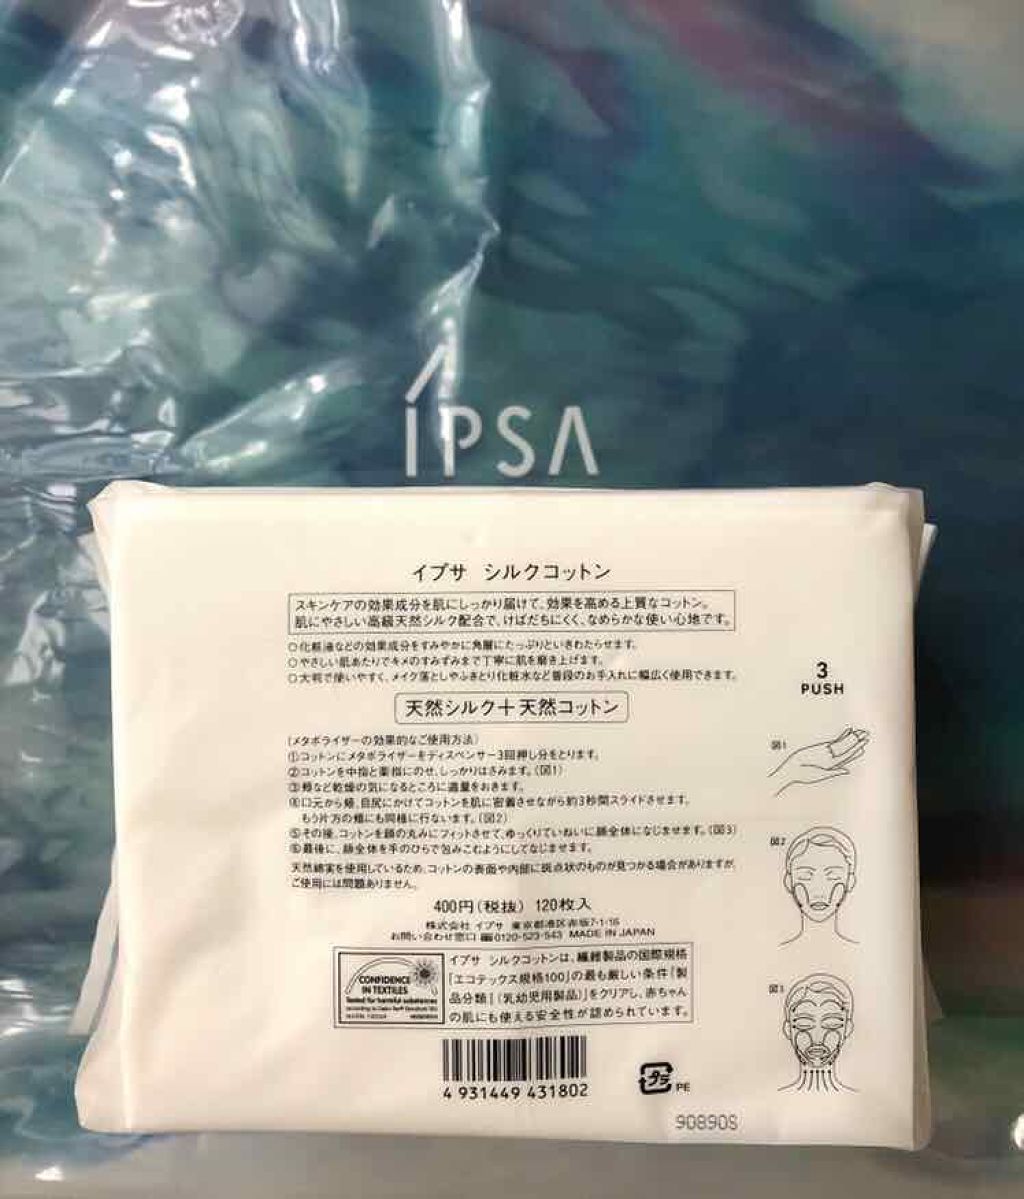 IPSA
イプサ シルクコットン
スキンケアの効果成分を肌にしっかり届けて、効果を高める上質なコットン。
肌にやさしい高級天然シルク配合で、けばだちにくく、なめらかな使い心地です。
○化粧液などの効果成分をすみやかに角層にたっぷりといきわたらせます。
○やさしい肌あたりでキメのすみずみまで丁寧に肌を磨き上げます。
○大判で使いやすく、メイク落としやふきとり化粧水など普段のお手入れに幅広く使用できます。
天然シルク+天然コットン
3
PUSH
(メタボライザーの効果的なご使用方法)
①コットンにメタボライザーをディスペンサー3回押し分をとります。
②コットンを中指と薬指にのせ、しっかりはさみます。(図1)
③頬など乾燥の気になるところに適量をおきます。
④口元から頬、目尻にかけてコットンを肌に密着させながら約3秒間スライドさせます。
もう片方の頬にも同様に行ないます。(図2)
⑤その後、コットンを顔の丸みにフィットさせて、ゆっくりていねいに顔全体になじませます。(図3)
⑥最後に、顔全体を手のひらで包みこむようにしてなじませます。
天然綿実を使用しているため、コットンの表面や内部に斑点状のものが見つかる場合がありますが、
ご使用には問題ありません。
図1
図2
図3
400円(税抜) 120枚入
株式会社 イプサ 東京都港区赤坂7-1-16
お問い合わせ窓口 0120-523-543 MADE IN JAPAN
CONFIDENCE
IN TEXTILES
Tested for harmful substances
イプサ シルクコットンは、繊維製品の国際規格
「エコテックス規格100」の最も厳しい条件「製
品分類Ⅰ(乳幼児用製品)」をクリアし、赤ちゃん
の肌にも使える安全性が認められています。
4 931449 431802
プラ
PE
90890S